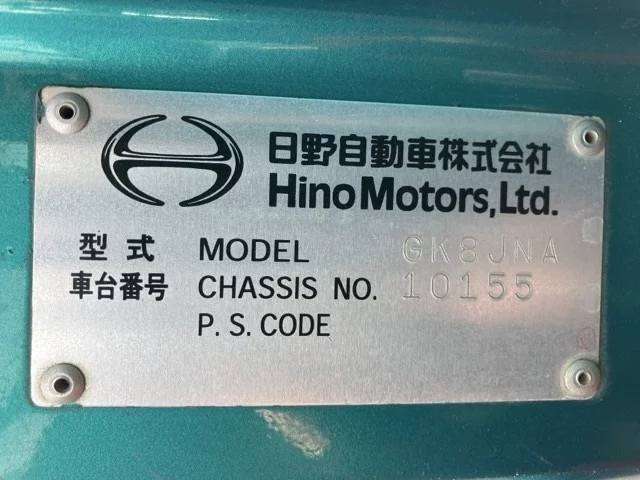 日野自動車株式会社
Hino Motors, Ltd.
型式 MODEL GK8JNA
車台番号 CHASSIS NO. 10155
P. S. CODE